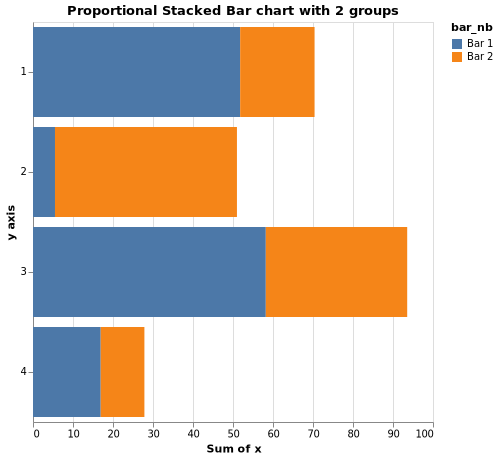 Proportional Stacked Bar chart with 2 groups
bar_nb
Bar 1
Bar 2
y axis
1
2
3
4
0 10 20 30 40 50 60 70 80 90 100
Sum of x